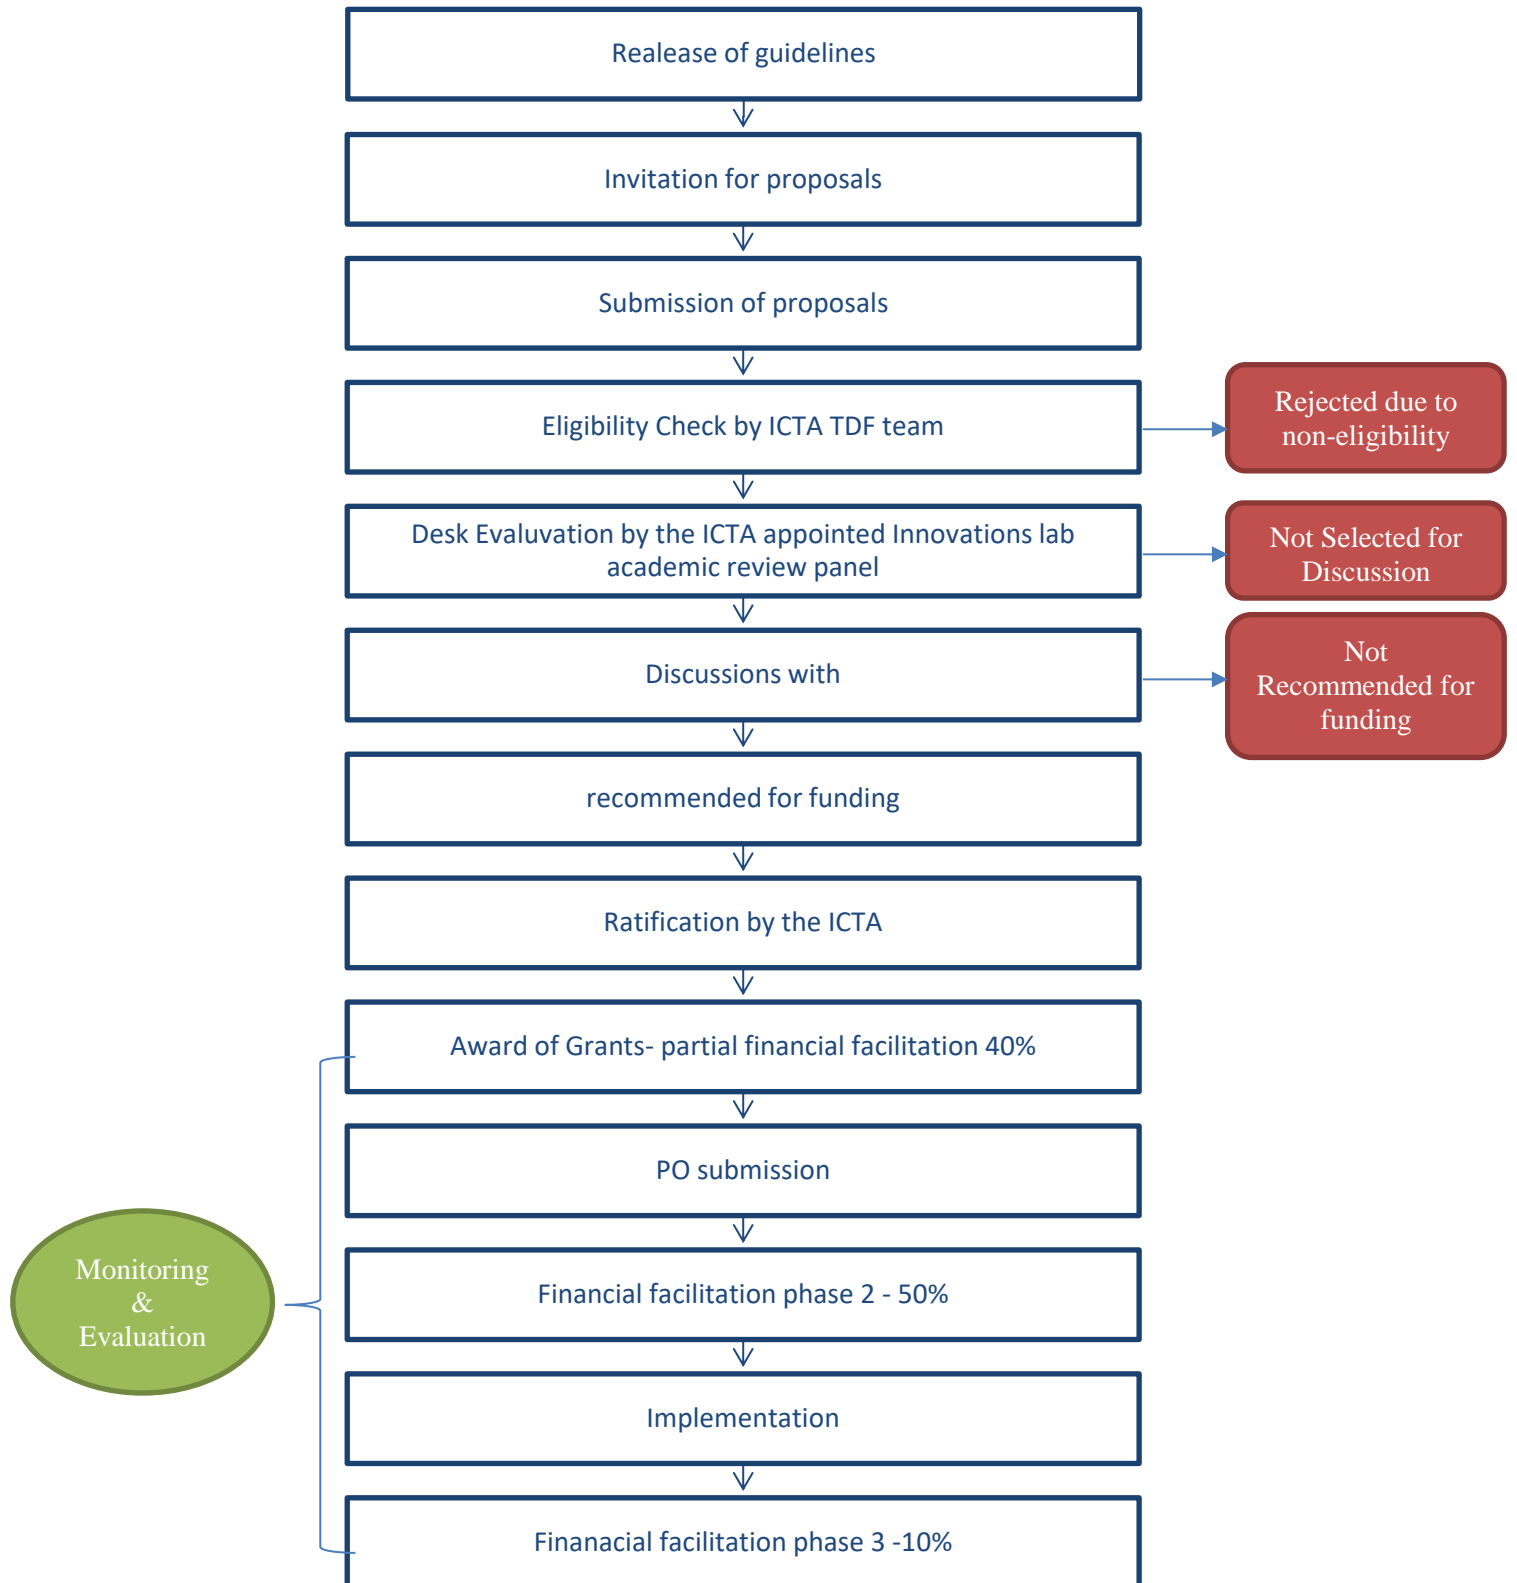 Realease of guidelines
Invitation for proposals
Submission of proposals
Eligibility Check by ICTA TDF team
Rejected due to
non-eligibility
Desk Evaluvation by the ICTA appointed Innovations lab
academic review panel
Not Selected for
Discussion
Discussions with
Not
Recommended for
funding
recommended for funding
Ratification by the ICTA
Award of Grants- partial financial facilitation 40%
PO submission
Monitoring
&
Evaluation
Financial facilitation phase 2 - 50%
Implementation
Finanacial facilitation phase 3 -10%